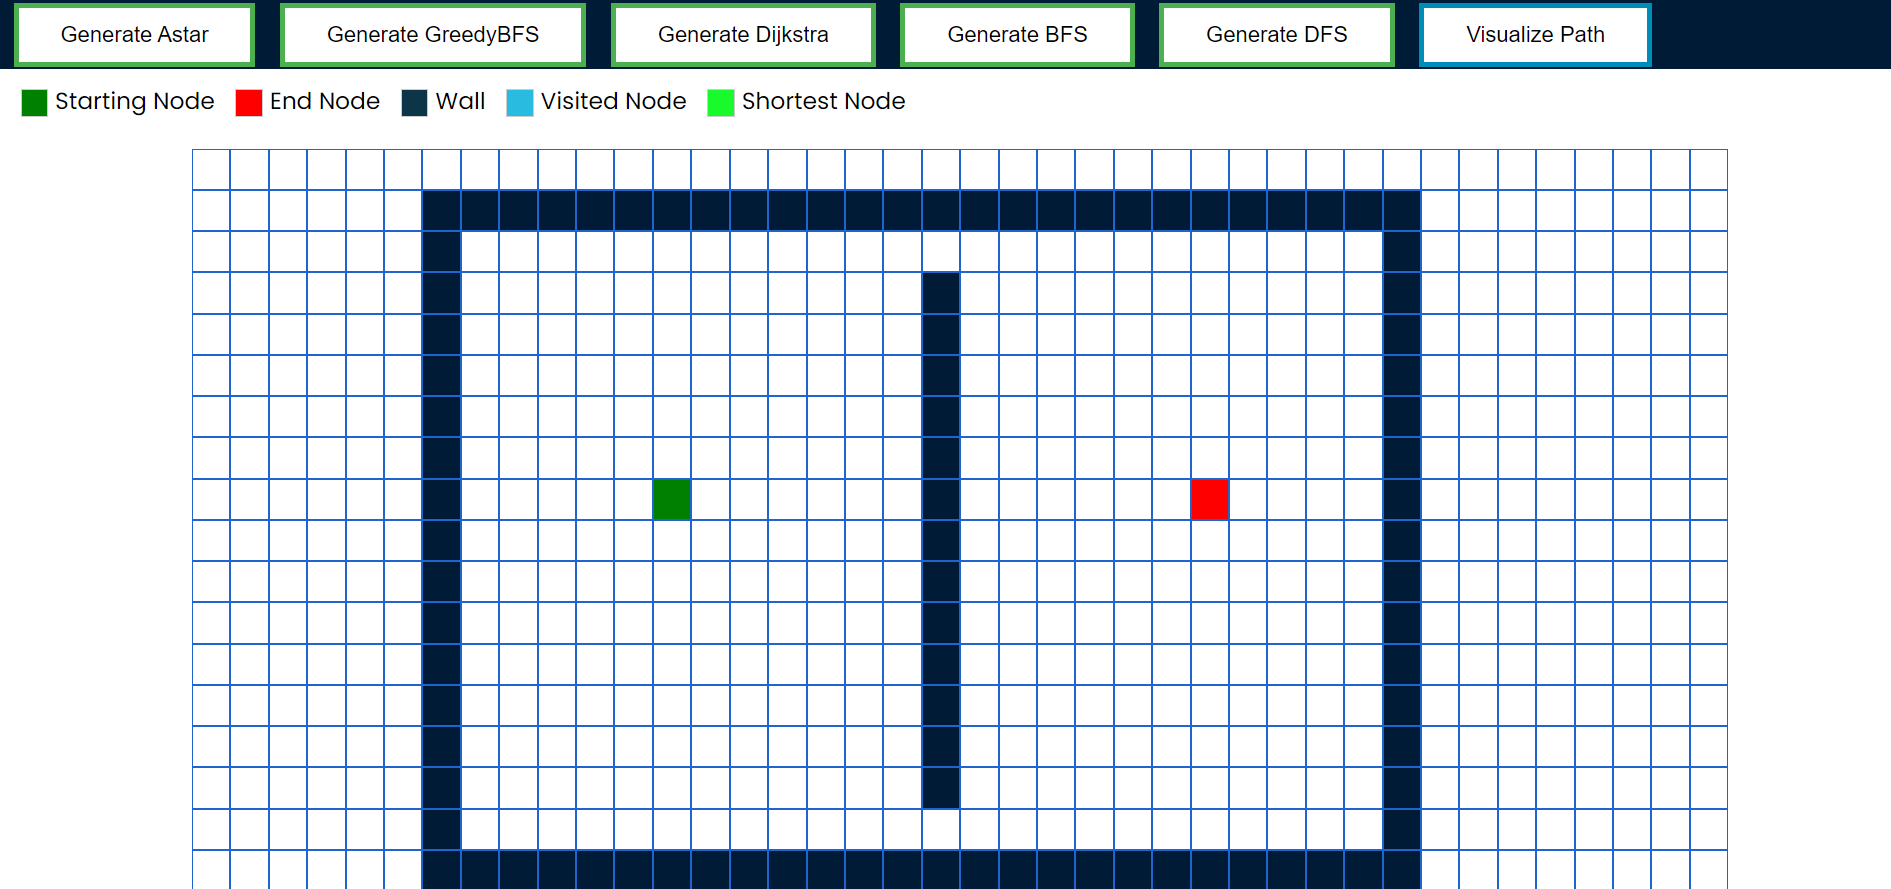 Generate Astar Generate GreedyBFS Generate Dijkstra Generate BFS Generate DFS Visualize Path
Starting Node End Node Wall Visited Node Shortest Node